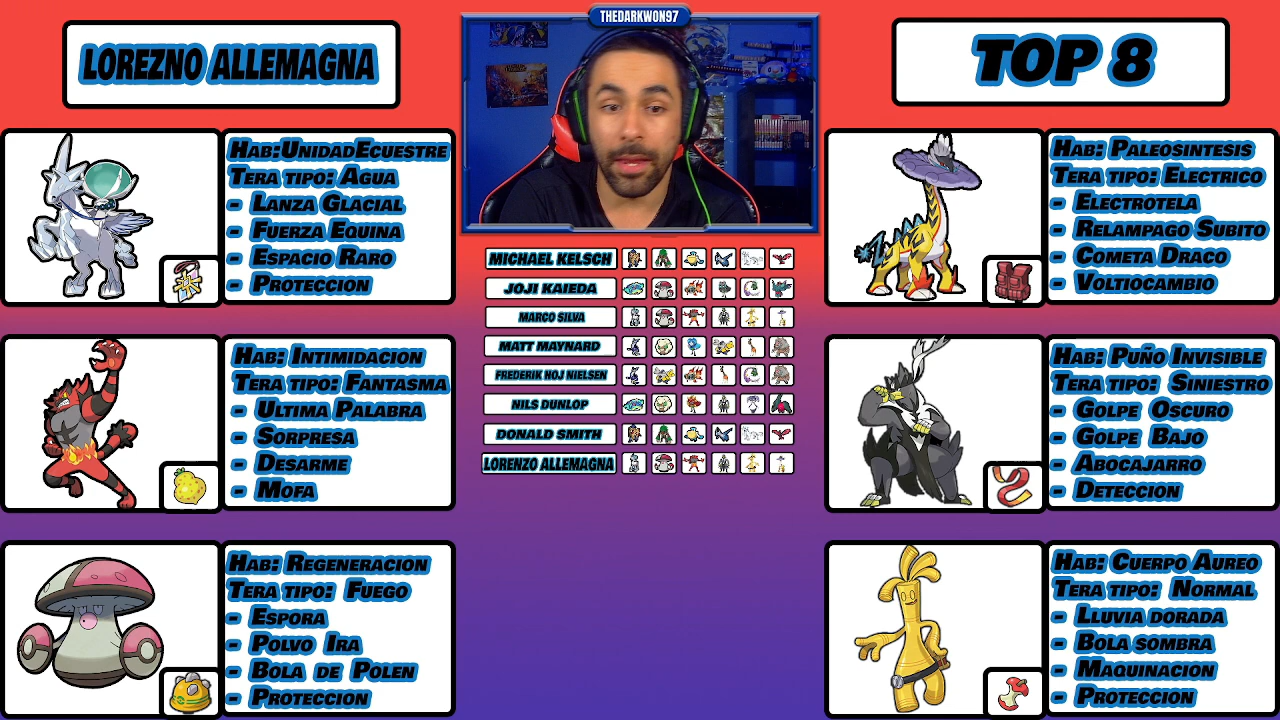 THEDARKWON97
LOREZNO ALLEMAGNA
TOP 8
HAB:UNIDADECUESTRE
TERA TIPO: AGUA
- LANZA GLACIAL
- FUERZA EQUINA
- ESPACIO RARO
- PROTECCION
HAB: INTIMIDACION
TERA TIPO: FANTASMA
- ULTIMA PALABRA
- SORPRESA
- DESARME
- MOFA
HAB: REGENERACION
TERA TIPO: FUEGO
- ESPORA
- POLVO IRA
- BOLA DE POLEN
- PROTECCION
MICHAEL KELSCH
JOJI KAIEDA
MARCO SILVA
MATT MAYNARD
FREDERIK NOJ NIELSEN
NILS DUNLOP
DONALD SMITH
LORENZO ALLEMAGNA
HAB: PALEOSINTESIS
TERA TIPO: ELECTRICO
- ELECTROTELA
- RELAMPAGO SUBITO
- COMETA DRACO
- VOLTIOCAMBIO
HAB: PUÑO INVISIBLE
TERA TIPO: SINIESTRO
- GOLPE OSCURO
- GOLPE BAJO
- ABOCAJARRO
- DETECCION
HAB: CUERPO AUREO
TERA TIPO: NORMAL
- LLUVIA DORADA
- BOLA SOMBRA
- MAQUINACION
- PROTECCION